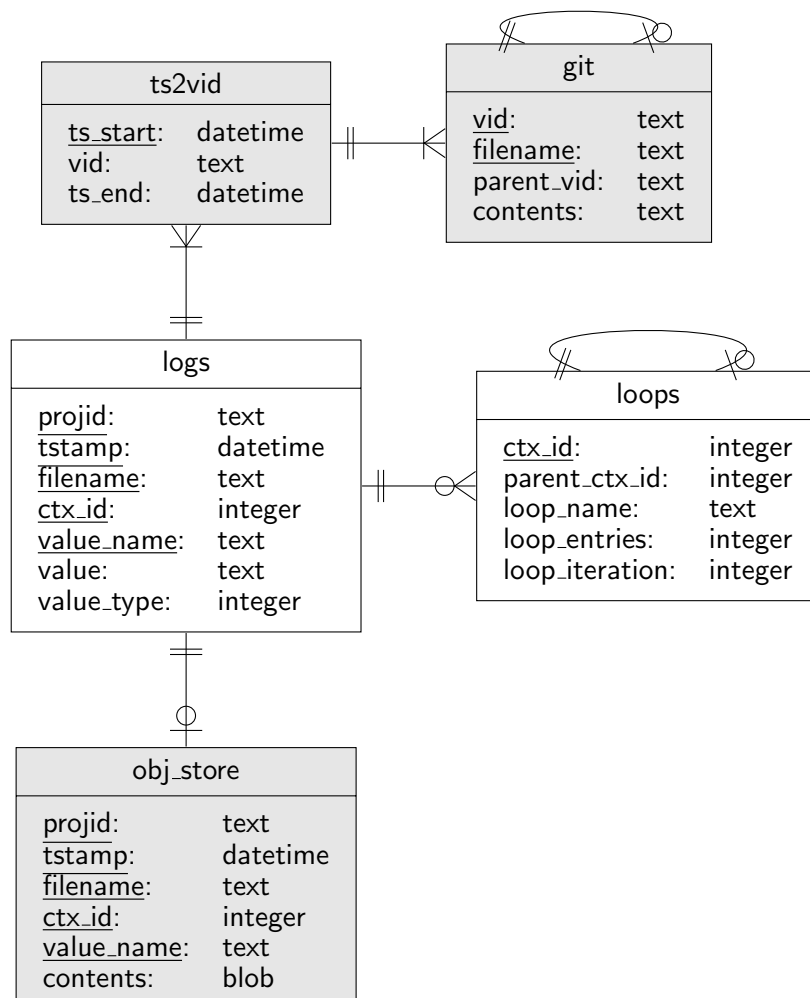 ts2vid
ts_start: datetime
vid: text
ts_end: datetime
git
vid: text
filename: text
parent_vid: text
contents: text
logs
projid: text
tstamp: datetime
filename: text
ctx_id: integer
value_name: text
value: text
value_type: integer
loops
ctx_id: integer
parent_ctx_id: integer
loop_name: text
loop_entries: integer
loop_iteration: integer
obj_store
projid: text
tstamp: datetime
filename: text
ctx_id: integer
value_name: text
contents: blob